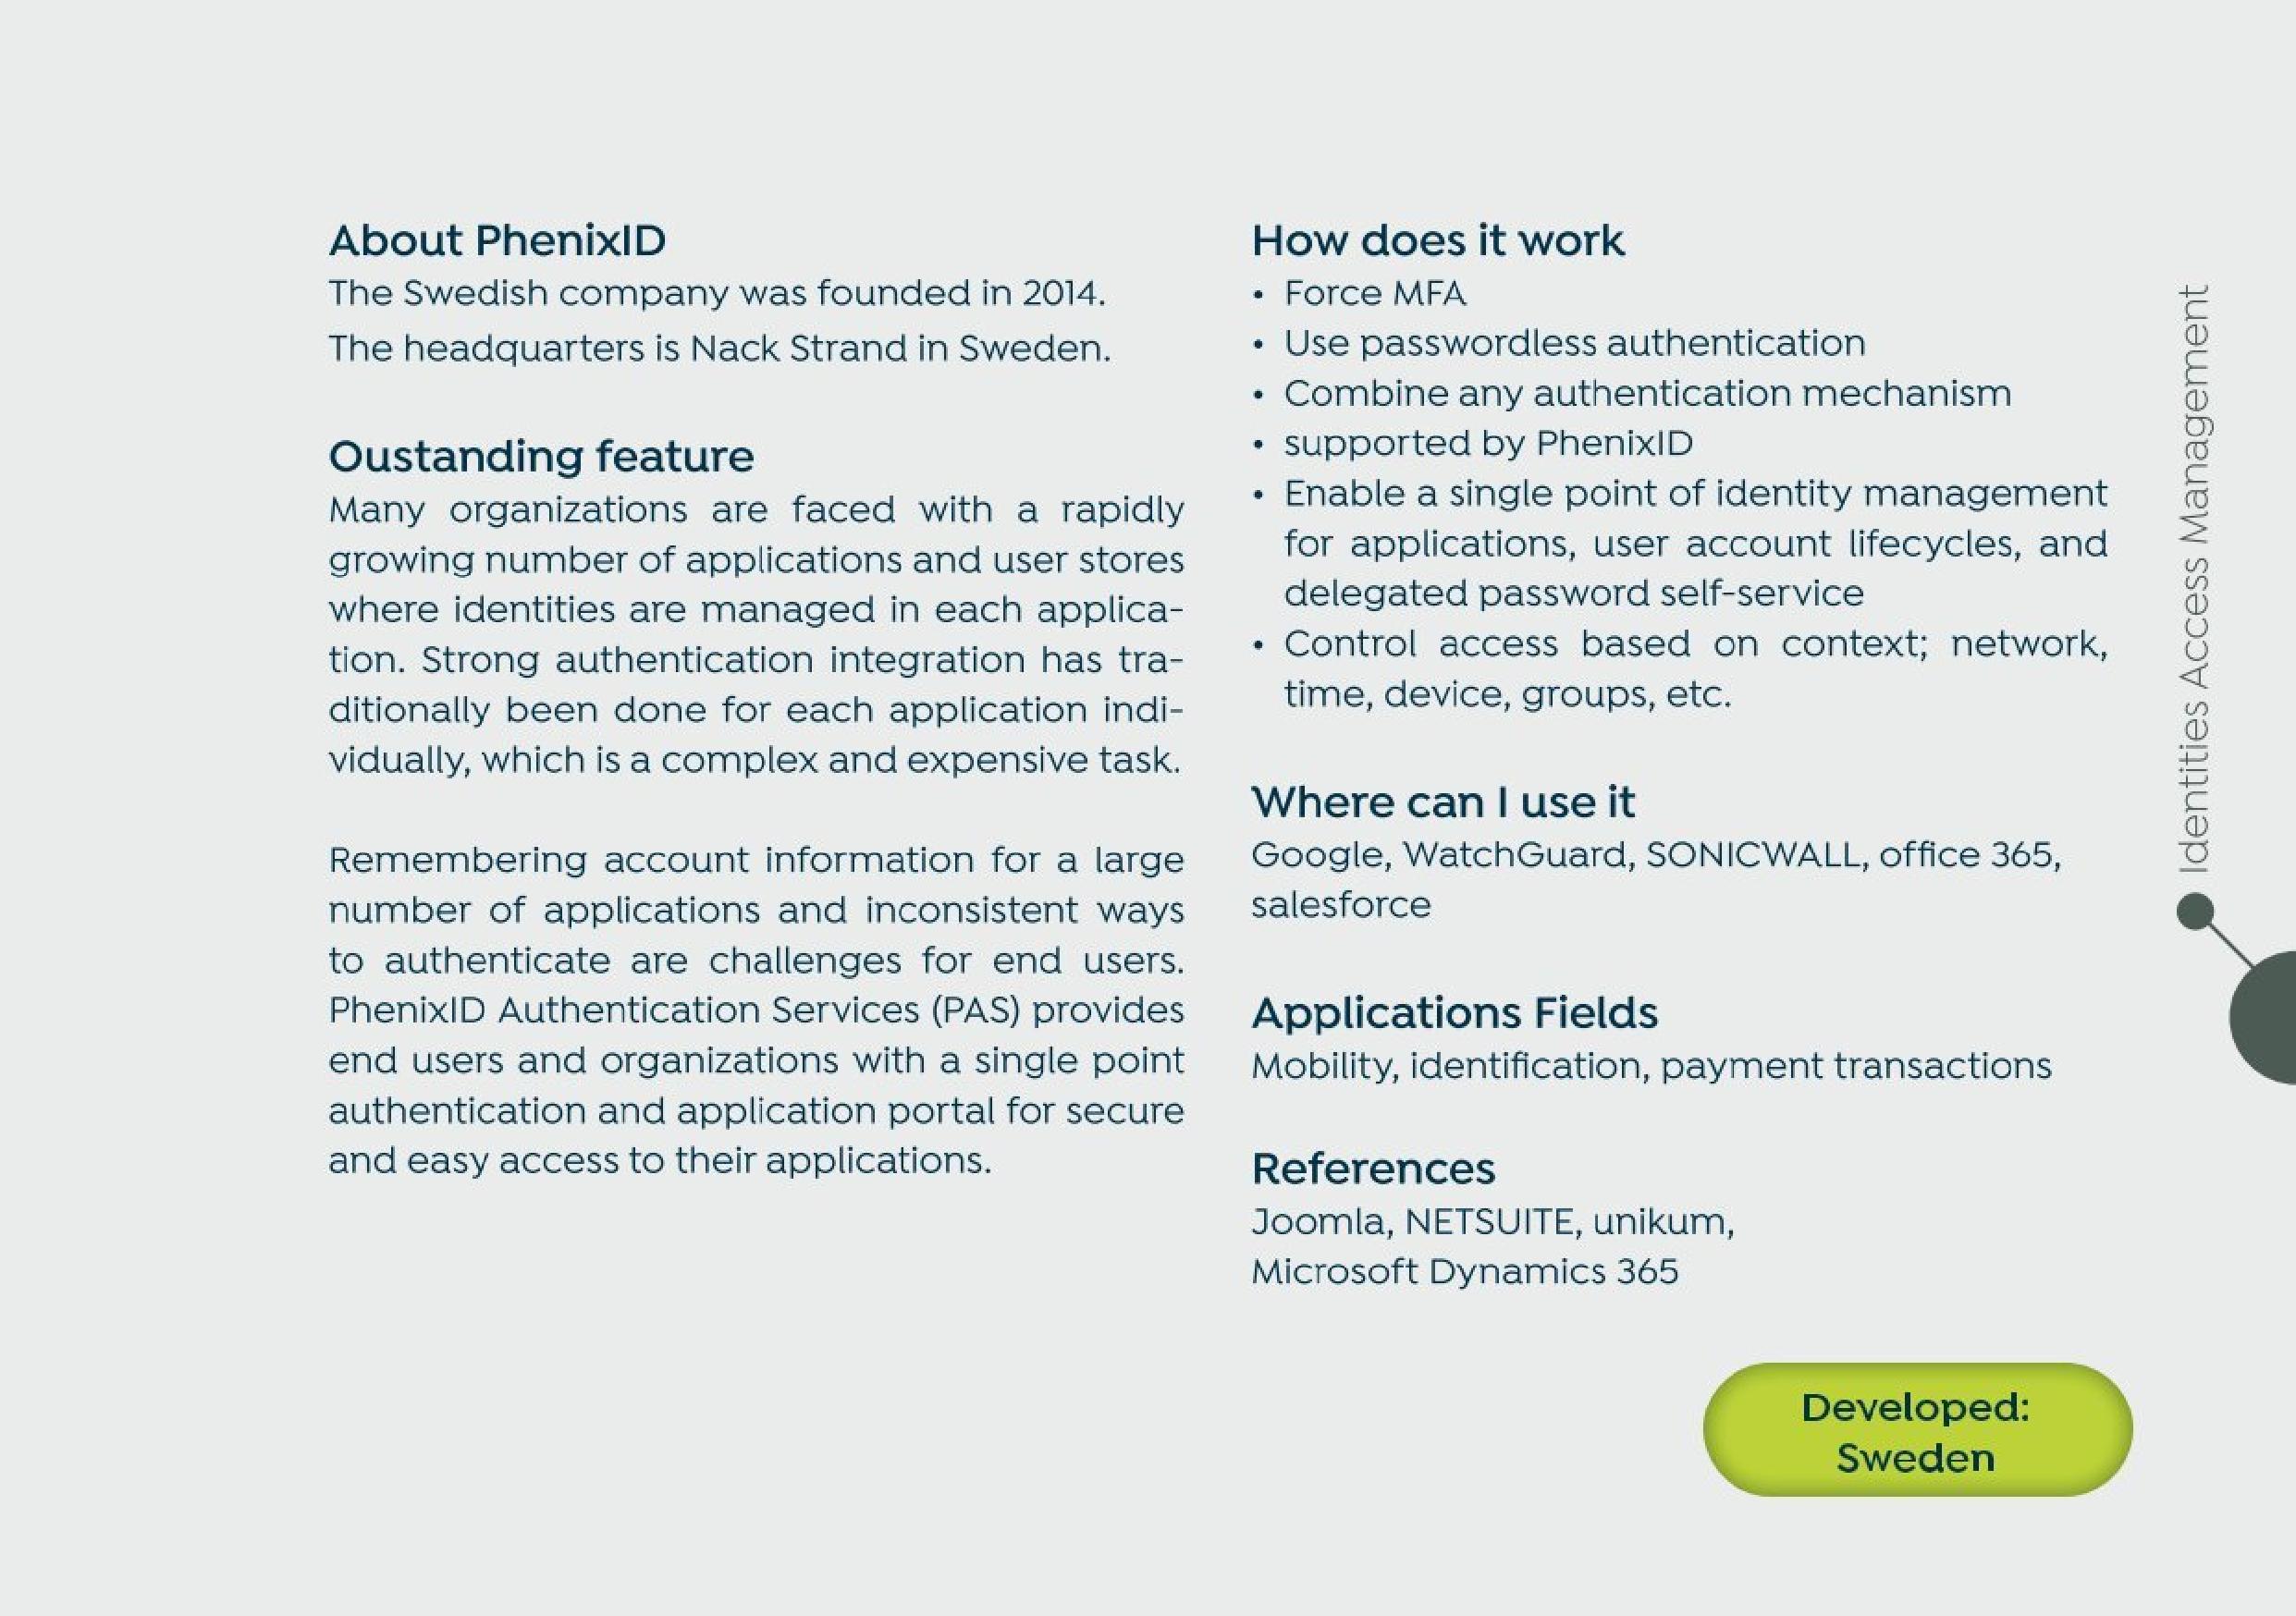 About PhenixID
The Swedish company was founded in 2014.
The headquarters is Nack Strand in Sweden.
Oustanding feature
Many organizations are faced with a rapidly
growing number of applications and user stores
where identities are managed in each applica-
tion. Strong authentication integration has tra-
ditionally been done for each application indi-
vidually, which is a complex and expensive task.
Remembering account information for a large
number of applications and inconsistent ways
to authenticate are challenges for end users.
PhenixID Authentication Services (PAS) provides
end users and organizations with a single point
authentication and application portal for secure
and easy access to their applications.
How does it work
• Force MFA
• Use passwordless authentication
• Combine any authentication mechanism
• supported by PhenixID
• Enable a single point of identity management
for applications, user account lifecycles, and
delegated password self-service
• Control access based on context; network,
time, device, groups, etc.
Where can I use it
Google, WatchGuard, SONICWALL, office 365,
salesforce
Applications Fields
Mobility, identification, payment transactions
References
Joomla, NETSUITE, unikum,
Microsoft Dynamics 365
Developed:
Sweden
Identities Access Management